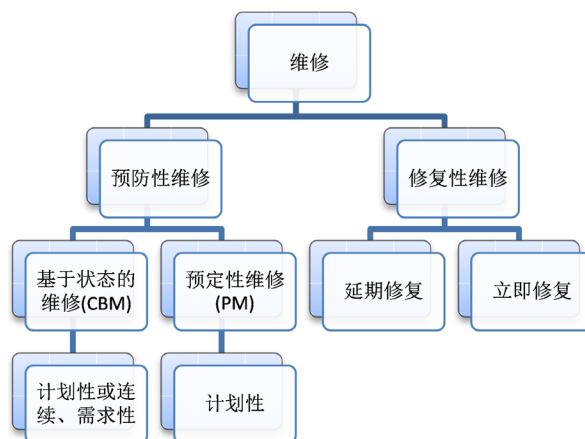 维修
预防性维修
修复性维修
基于状态的
维修(CBM)
预定性维修
(PM)
延期修复
立即修复
计划性或连
续、需求性
计划性